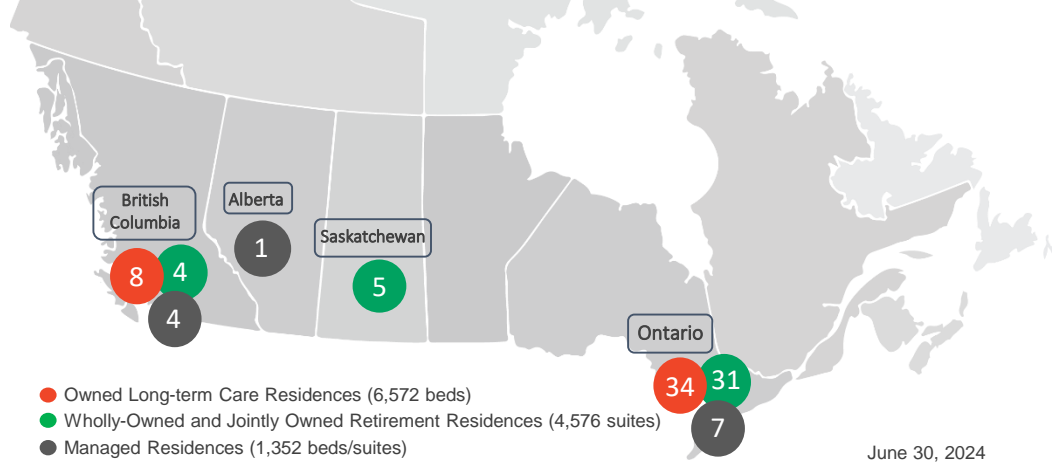 British
Columbia
8
4
4
Alberta
1
Saskatchewan
5
Ontario
34
31
7
Owned Long-term Care Residences (6,572 beds)
Wholly-Owned and Jointly Owned Retirement Residences (4,576 suites)
Managed Residences (1,352 beds/suites)
June 30, 2024